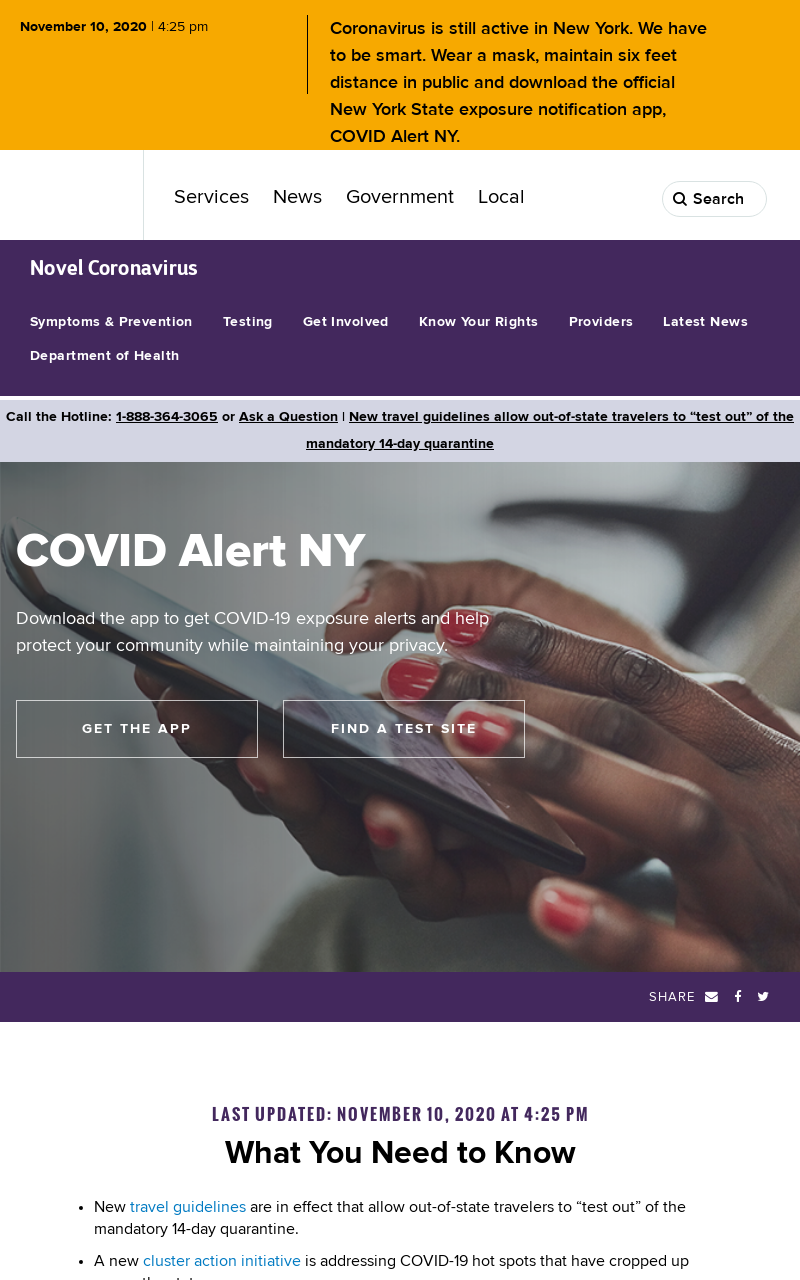 November 10, 2020 | 4:25 pm
Coronavirus is still active in New York. We have
to be smart. Wear a mask, maintain six feet
distance in public and download the official
New York State exposure notification app,
COVID Alert NY.
Services News Government Local
Search
Novel Coronavirus
Symptoms & Prevention Testing Get Involved Know Your Rights Providers Latest News
Department of Health
Call the Hotline: 1-888-364-3065 or Ask a Question | New travel guidelines allow out-of-state travelers to “test out” of the
mandatory 14-day quarantine
COVID Alert NY
Download the app to get COVID-19 exposure alerts and help
protect your community while maintaining your privacy.
GET THE APP FIND A TEST SITE
SHARE
LAST UPDATED: NOVEMBER 10, 2020 AT 4:25 PM
What You Need to Know
• New travel guidelines are in effect that allow out-of-state travelers to “test out” of the
mandatory 14-day quarantine.
• A new cluster action initiative is addressing COVID-19 hot spots that have cropped up